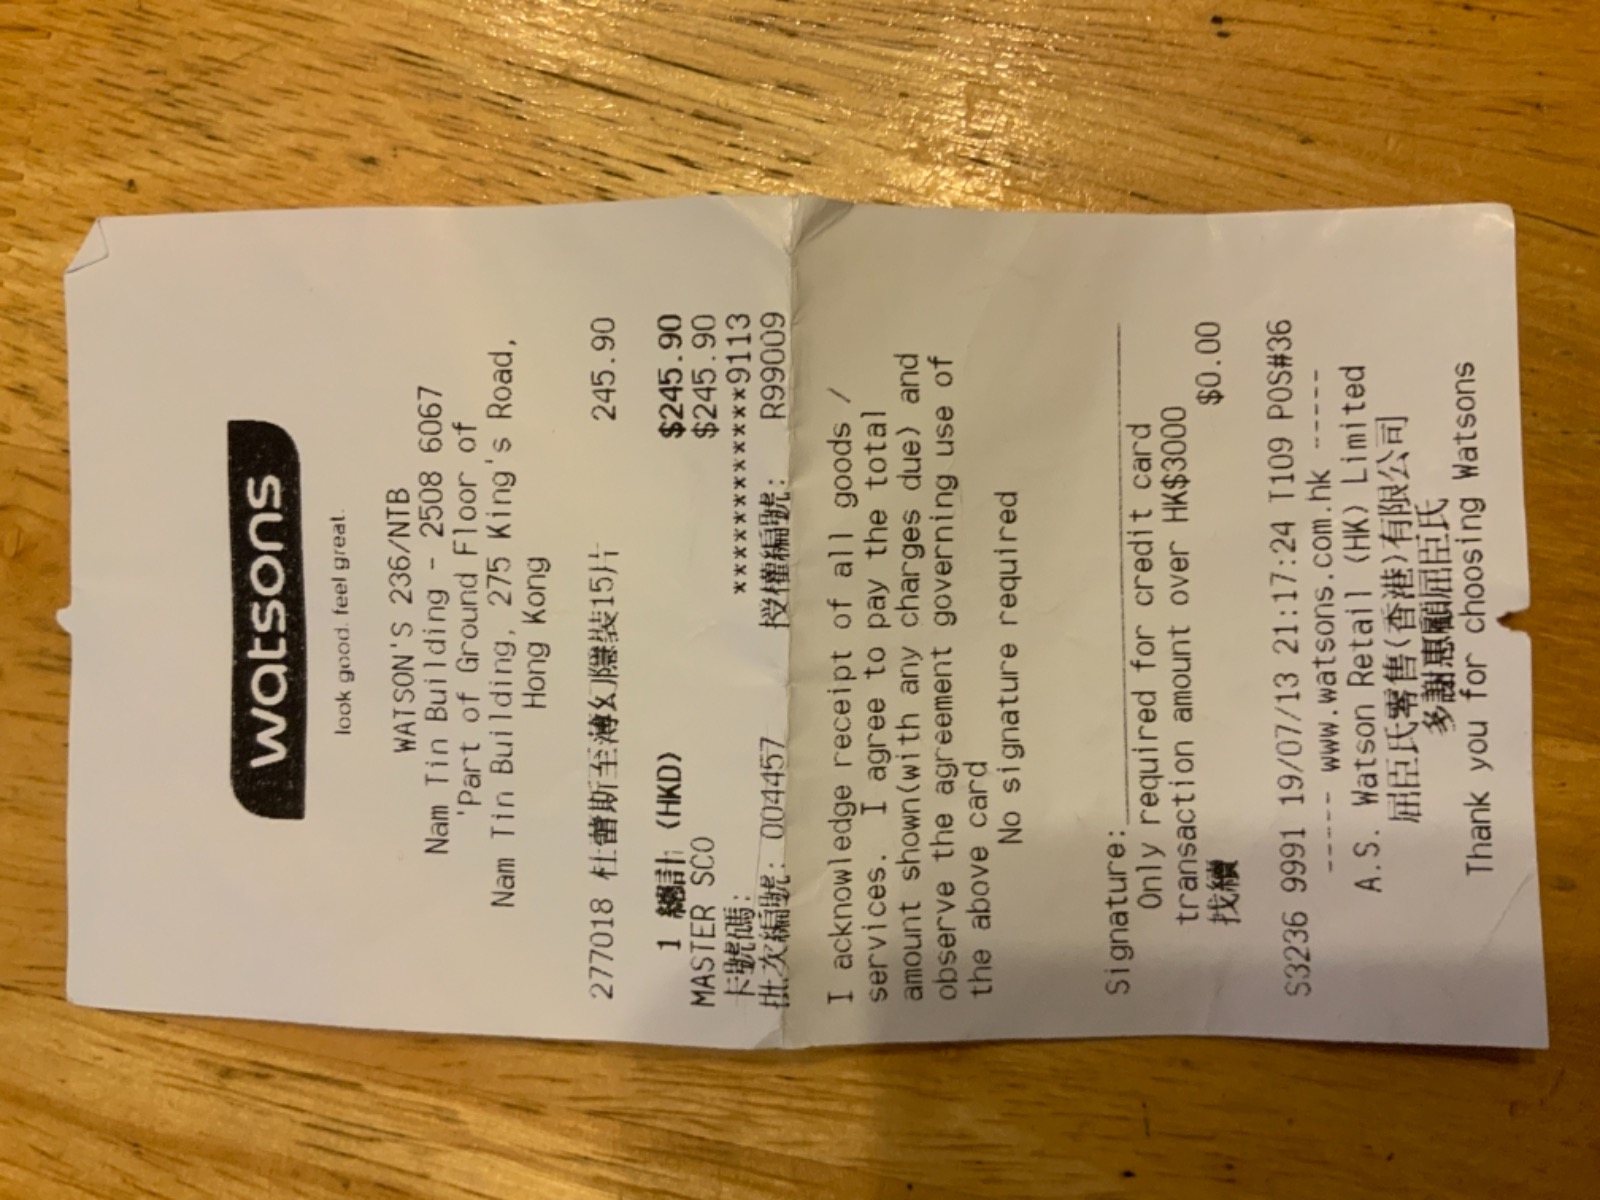 watsons
look good. feel great.
WATSON'S 236/NTB
Nam Tin Building - 2508 6067
'Part of Ground Floor of
Nam Tin Building, 275 King's Road,
Hong Kong
277018 杜蕾斯至薄幻隱裝15片 245.90
1 總計 (HKD) $245.90
MASTER SCO $245.90
卡號碼: ************9113
批次編號: 004457 授權編號: R99009
I acknowledge receipt of all goods /
services. I agree to pay the total
amount shown(with any charges due) and
observe the agreement governing use of
the above card
No signature required
Signature:
Only required for credit card
transaction amount over HK$3000
找續 $0.00
S3236 9991 19/07/13 21:17:24 T109 POS#36
----- www.watsons.com.hk -----
A.S. Watson Retail (HK) Limited
屈臣氏零售(香港)有限公司
多謝惠顧屈臣氏
Thank you for choosing Watsons